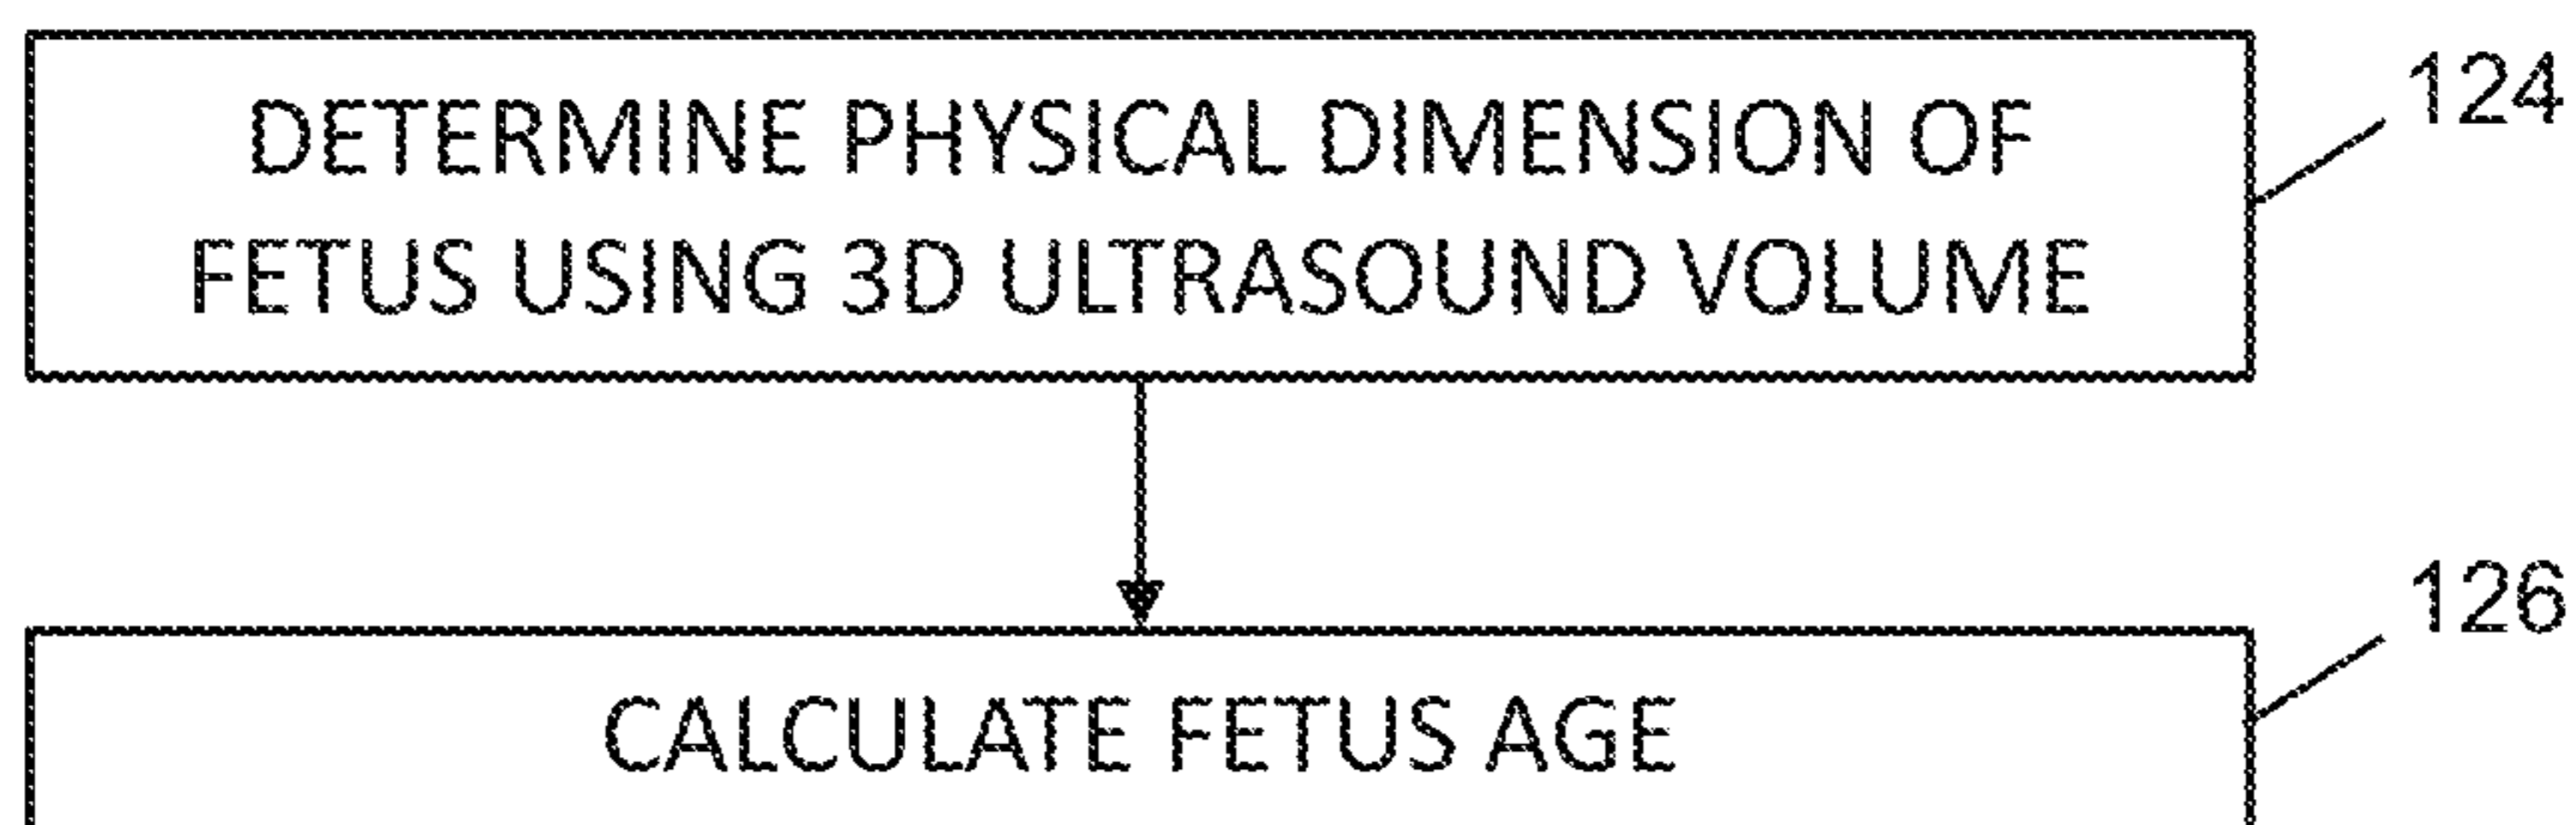 124
DETERMINE PHYSICAL DIMENSION OF
FETUS USING 3D ULTRASOUND VOLUME
126
CALCULATE FETUS AGE